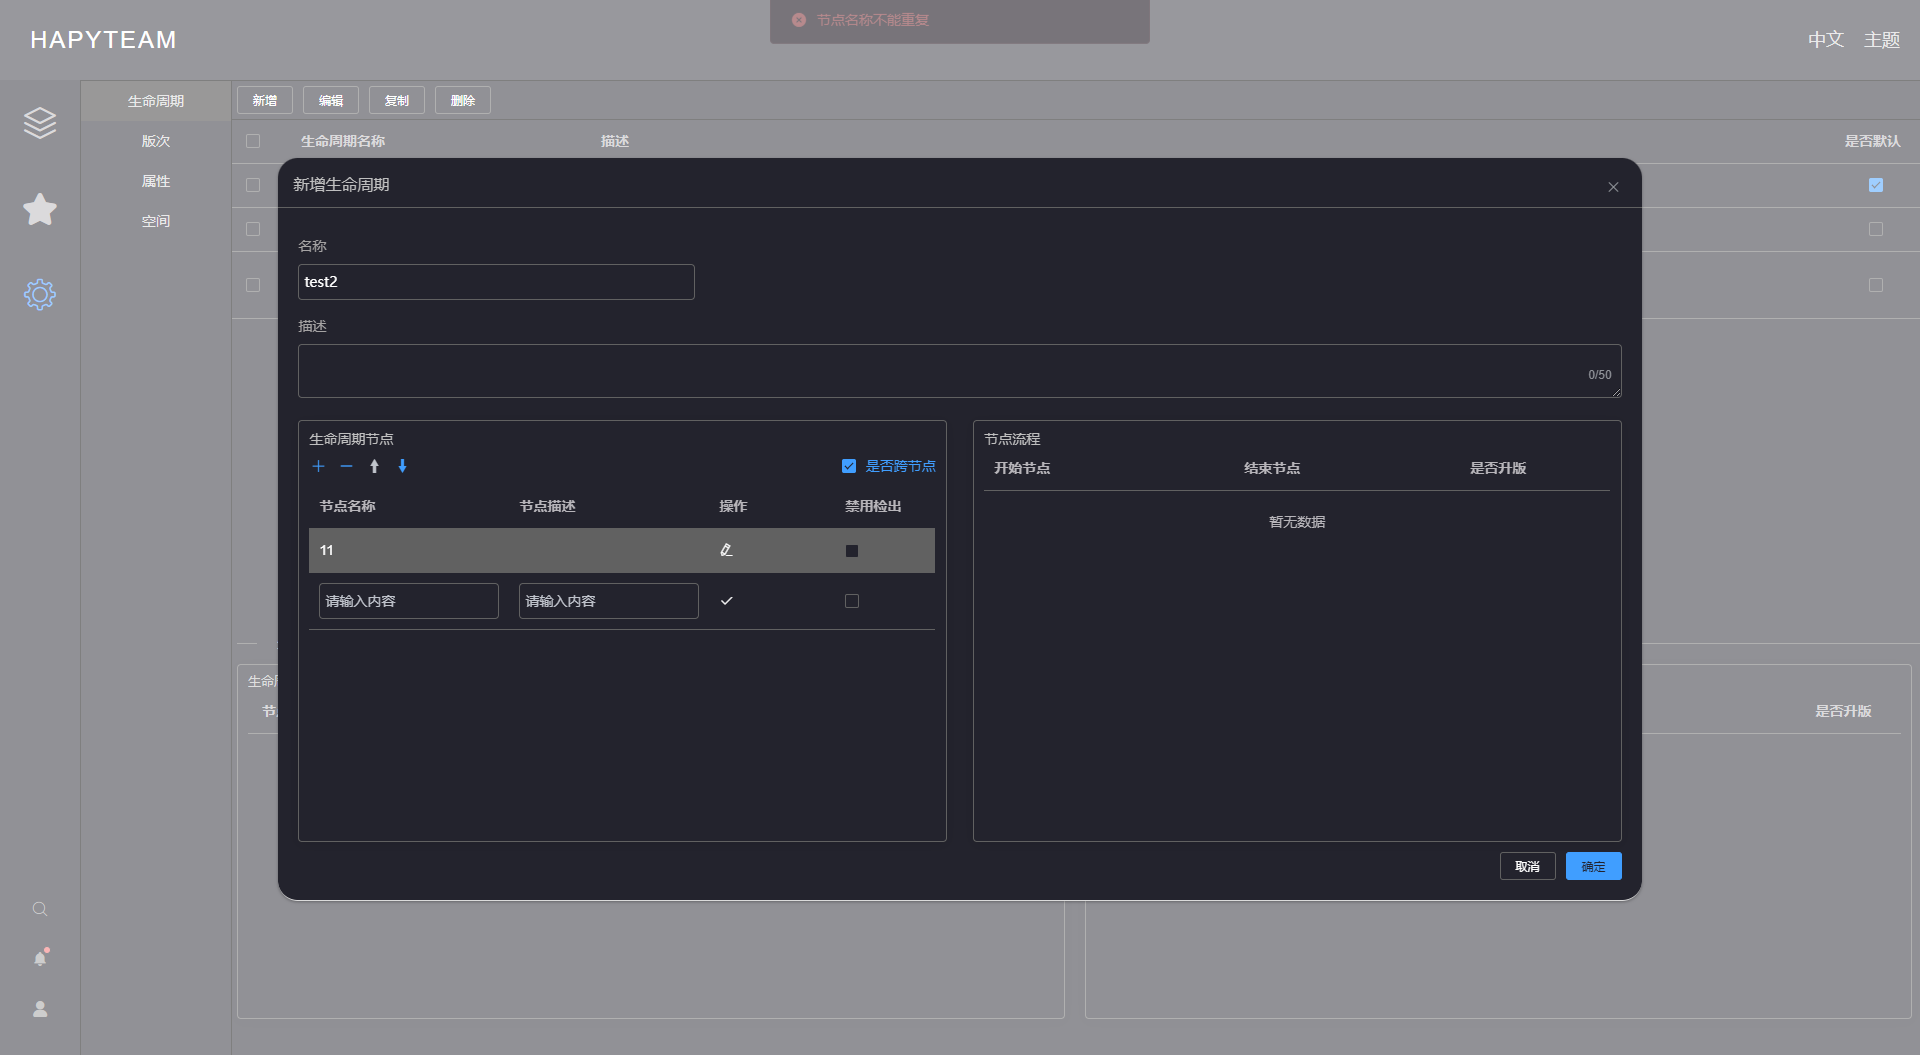 节点名称不能重复
HAPYTEAM
中文 主题
生命周期
版次
属性
空间
新增 编辑 复制 删除
生命周期名称 描述 是否默认
新增生命周期
名称
test2
描述
0/50
生命周期节点
是否跨节点
节点名称 节点描述 操作 禁用检出
11
请输入内容 请输入内容
节点流程
开始节点 结束节点 是否升版
暂无数据
取消 确定
生命
节
是否升版